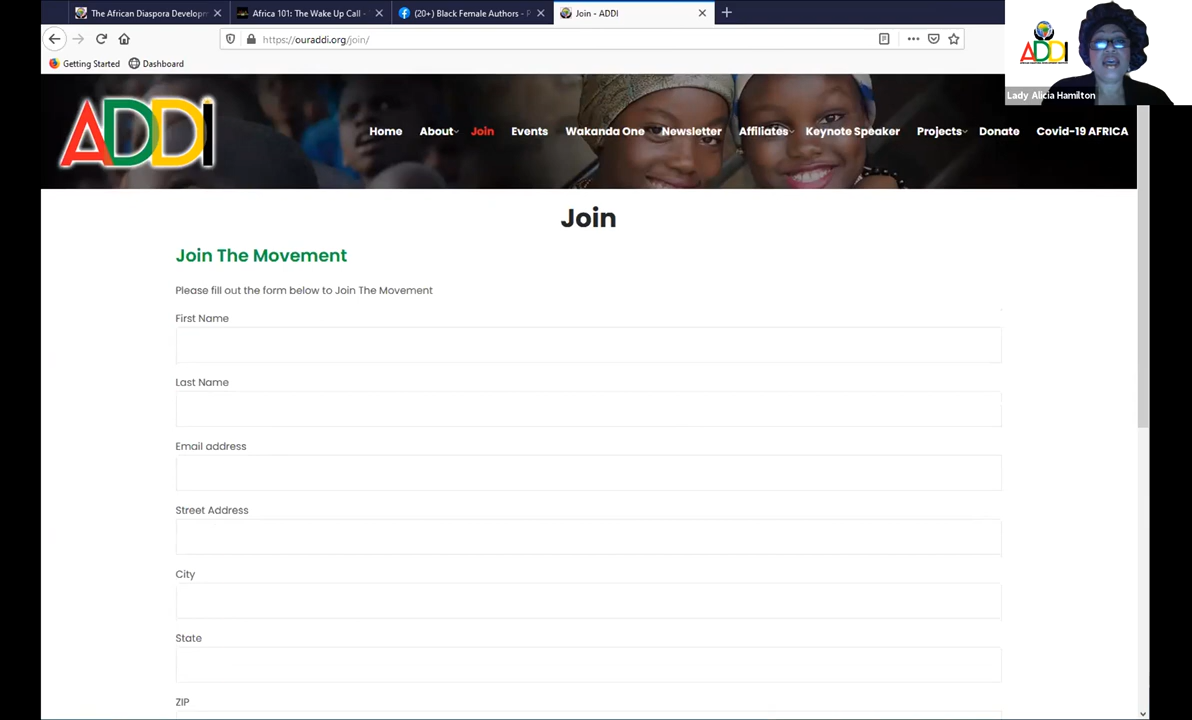 The African Diaspora Developm
Africa 101: The Wake Up Call -
(20+) Black Female Authors - P
Join - ADDI
https://ouraddi.org/join/
Getting Started
Dashboard
ADDI
Lady Alicia Hamilton
ADDI
Home
About
Join
Events
Wakanda One
Newsletter
Affiliates
Keynote Speaker
Projects
Donate
Covid-19 AFRICA
Join
Join The Movement
Please fill out the form below to Join The Movement
First Name
Last Name
Email address
Street Address
City
State
ZIP